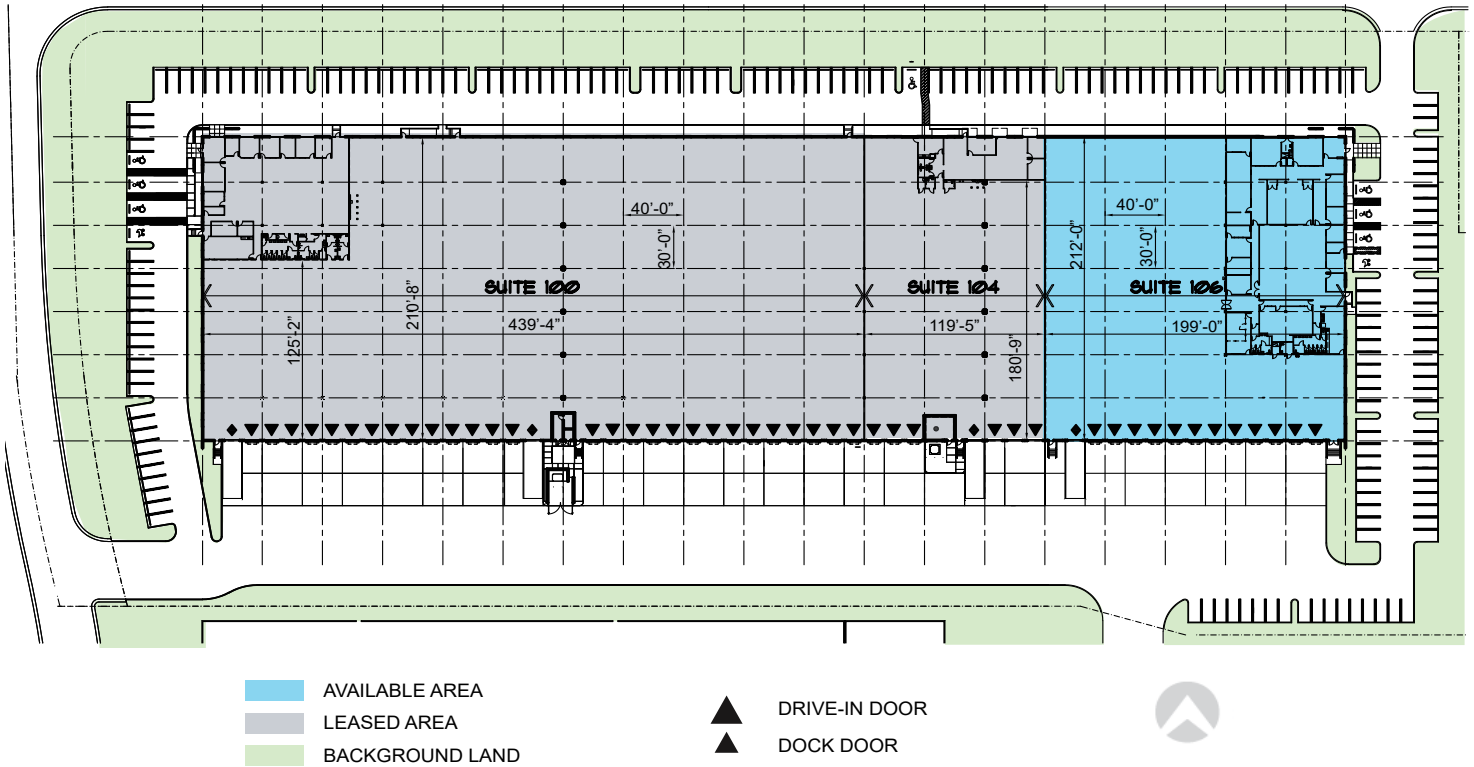 40’-0”
30’-0”
40’-0”
30’-0”
212’-0”
SUITE 100
SUITE 104
SUITE 106
210’-8”
439’-4”
119’-5”
199’-0”
125’-2”
180’-9”
AVAILABLE AREA
LEASED AREA
BACKGROUND LAND
DRIVE-IN DOOR
DOCK DOOR